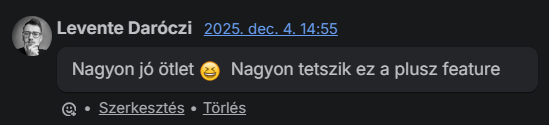 Levente Daróczi 2025. dec. 4. 14:55
Nagyon jó ötlet 😆 Nagyon tetszik ez a plusz feature
• Szerkesztés • Törlés